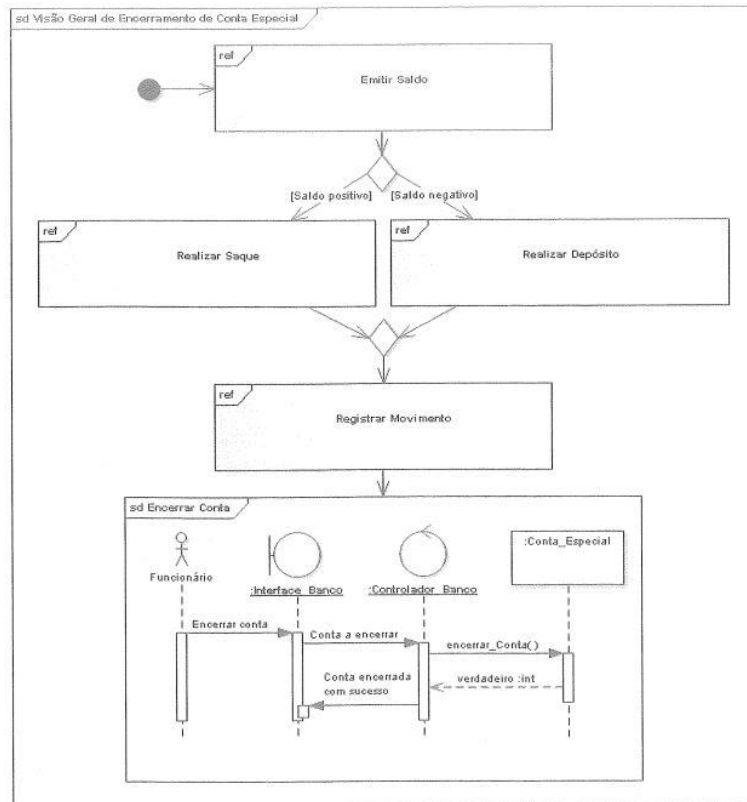 sd Visão Geral de Encerramento de Conta Especial
ref
Emitir Saldo
[Saldo positivo]
[Saldo negativo]
ref
Realizar Saque
ref
Realizar Depósito
ref
Registrar Movimento
sd Encerrar Conta
Funcionário
:Interface_Banco
:Controlador_Banco
:Conta_Especial
Encerrar conta
Conta a encerrar
encerrar_Conta()
verdadeiro :int
Conta encerrada
com sucesso